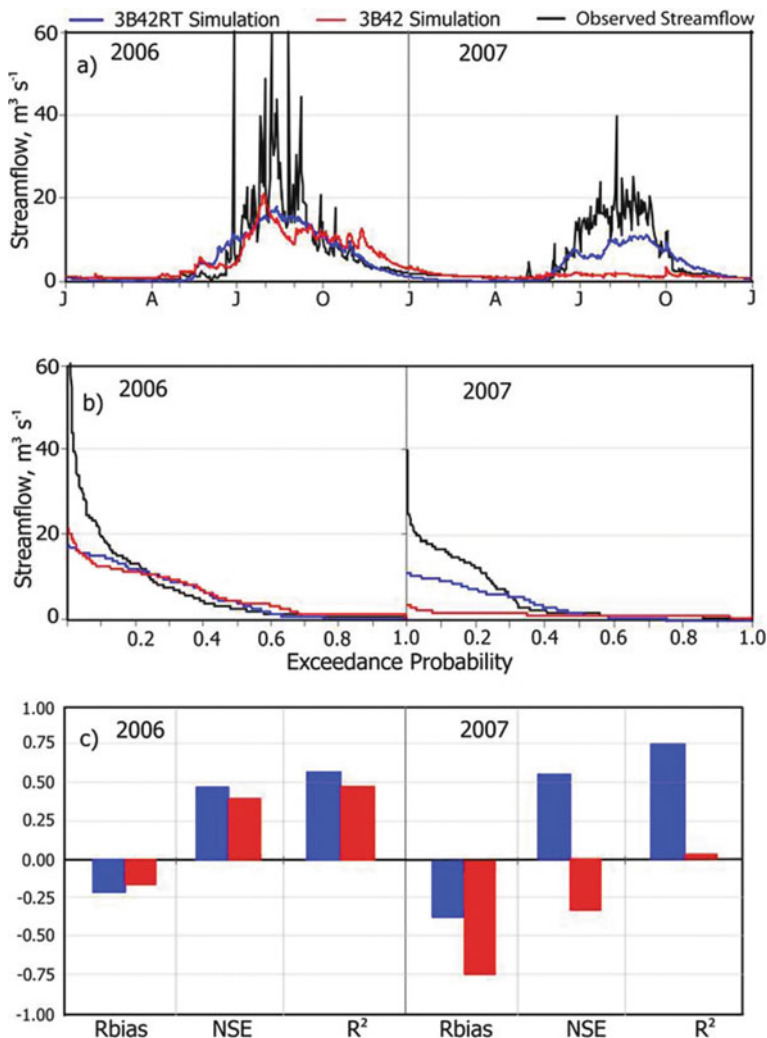 3B42RT Simulation 3B42 Simulation Observed Streamflow
60 2006 2007
a)
40
20
0
Streamflow, m³ s⁻¹
J A J O J A J O J
60 2006 2007
b)
40
20
0
Streamflow, m³ s⁻¹
0.2 0.4 0.6 0.8 1.0 0.2 0.4 0.6 0.8 1.0
Exceedance Probability
1.00
c) 2006 2007
0.75
0.50
0.25
0.00
-0.25
-0.50
-0.75
-1.00
Rbias NSE R² Rbias NSE R²